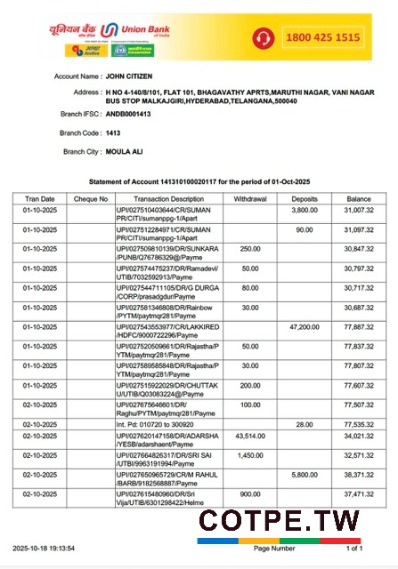 यूनियन बैंक Union Bank
of India
1800 425 1515
Account Name : JOHN CITIZEN
Address : H NO 4-140/8/101, FLAT 101, BHAGAVATHY APRTS,MARUTHI NAGAR, VANI NAGAR
BUS STOP MALKAJGIRI,HYDERABAD,TELANGANA,500040
Branch IFSC : ANDB0001413
Branch Code : 1413
Branch City : MOULA ALI
Statement of Account 141310100020117 for the period of 01-Oct-2025
Tran Date Cheque No Transaction Description Withdrawal Deposits Balance
01-10-2025 UPI/027510403644/CR/SUMAN 3,800.00 31,007.32
PR/CITI/sumanppg-1/Apart
01-10-2025 UPI/027512284971/CR/SUMAN 90.00 31,097.32
PR/CITI/sumanppg-1/Apart
01-10-2025 UPI/027509810139/DR/SUNKARA 250.00 30,847.32
/PUNB/Q76786329@/Payme
01-10-2025 UPI/027574475237/DR/Ramadevi/ 50.00 30,797.32
UTIB/7032592913/Payme
01-10-2025 UPI/027544711105/DR/G DURGA 80.00 30,717.32
/CORP/prasadgdur/Payme
01-10-2025 UPI/027581346808/DR/Rainbow 30.00 30,687.32
/PYTM/paytmqr281/Payme
01-10-2025 UPI/027543553977/CR/LAKKIRED 47,200.00 77,887.32
/HDFC/9000722296/Payme
01-10-2025 UPI/027520509661/DR/Rajastha/P 50.00 77,837.32
YTM/paytmqr281/Payme
01-10-2025 UPI/027589585848/DR/Rajastha/P 30.00 77,807.32
YTM/paytmqr281/Payme
01-10-2025 UPI/027515922029/DR/CHUTTAK 200.00 77,607.32
U/UTIB/Q03083224@/Payme
02-10-2025 UPI/027675646601/DR/ 100.00 77,507.32
Raghu/PYTM/paytmqr281/Payme
02-10-2025 Int. Pd: 010720 to 300920 28.00 77,535.32
02-10-2025 UPI/027620147158/DR/ADARSHA 43,514.00 34,021.32
/YESB/adarshaent/Payme
02-10-2025 UPI/027664826317/DR/SRI SAI 1,450.00 32,571.32
/UTBI/9963191994/Payme
02-10-2025 UPI/027650965729/CR/M RAHUL 5,800.00 38,371.32
/BARB/9182568887/Payme
02-10-2025 UPI/027615480960/DR/Sri 900.00 37,471.32
Vija/UTIB/6301298422/Helme
COTPE.TW
2025-10-18 19:13:54 Page Number 1 of 1